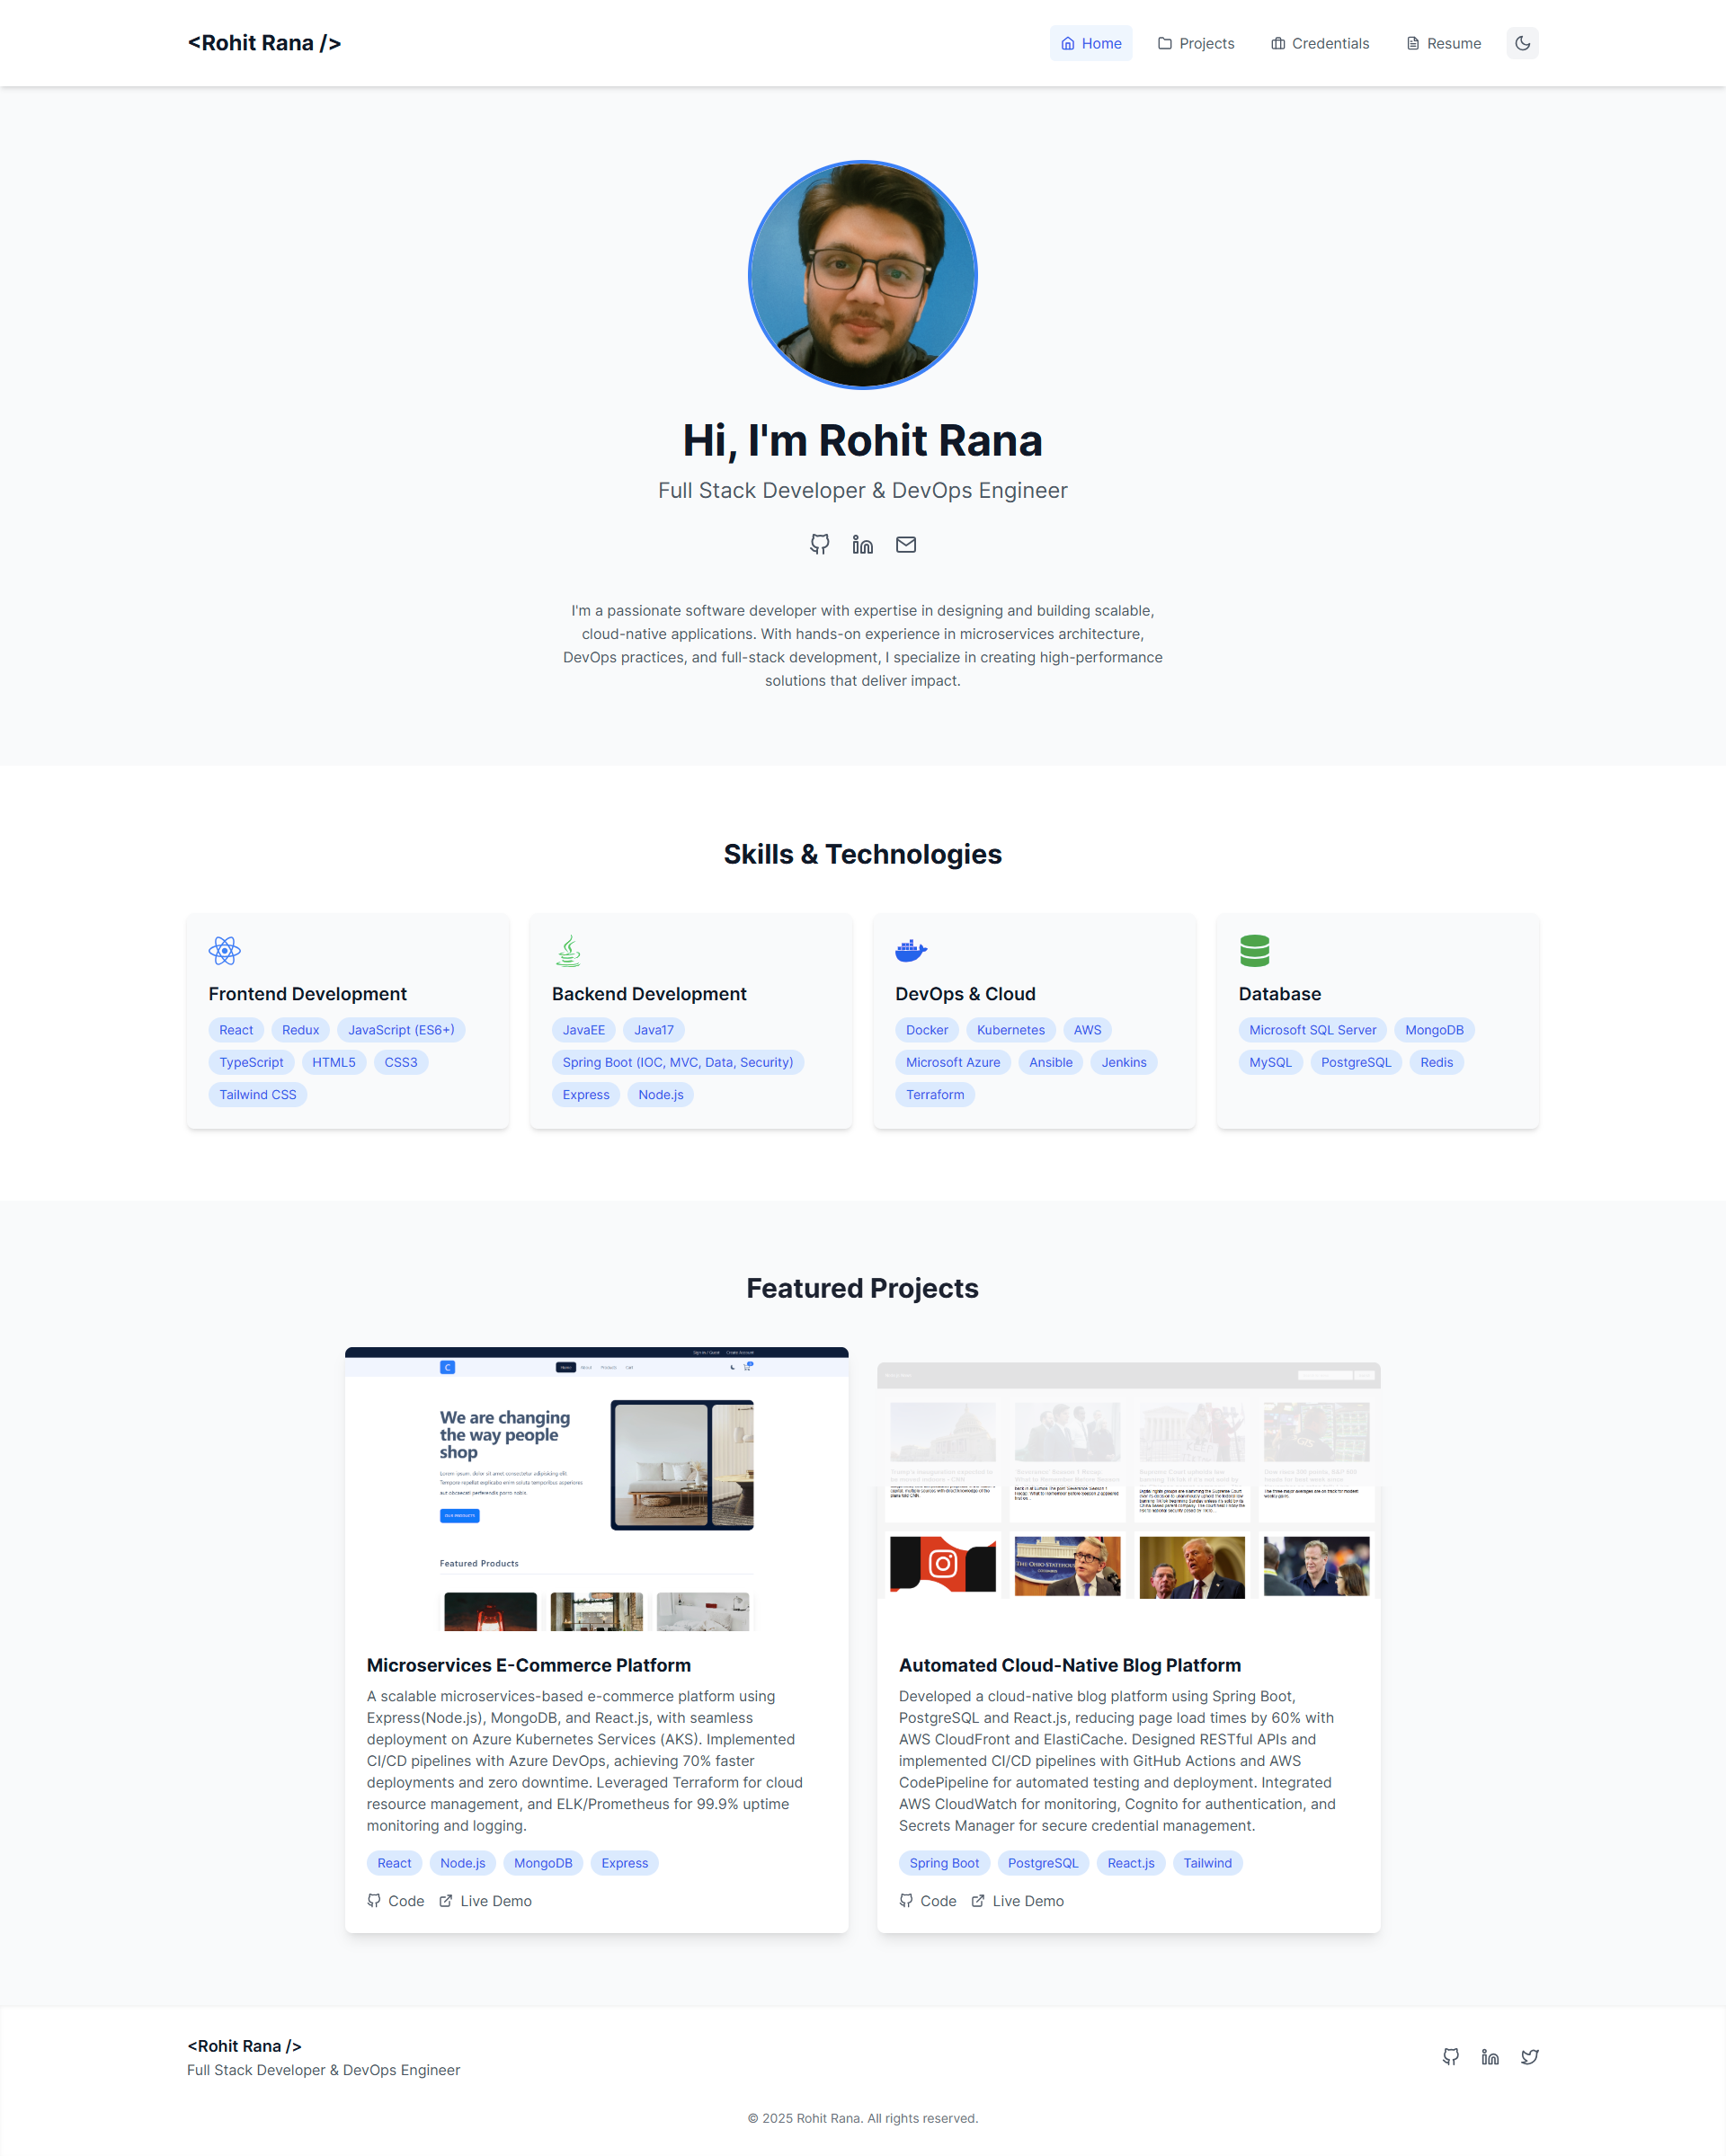 <Rohit Rana />
Home
Projects
Credentials
Resume
Hi, I'm Rohit Rana
Full Stack Developer & DevOps Engineer
I'm a passionate software developer with expertise in designing and building scalable,
cloud-native applications. With hands-on experience in microservices architecture,
DevOps practices, and full-stack development, I specialize in creating high-performance
solutions that deliver impact.
Skills & Technologies
Frontend Development
React Redux JavaScript (ES6+)
TypeScript HTML5 CSS3
Tailwind CSS
Backend Development
JavaEE Java17
Spring Boot (IOC, MVC, Data, Security)
Express Node.js
DevOps & Cloud
Docker Kubernetes AWS
Microsoft Azure Ansible Jenkins
Terraform
Database
Microsoft SQL Server MongoDB
MySQL PostgreSQL Redis
Featured Projects
C
Home About Products Cart
We are changing
the way people
shop
OUR PRODUCTS
Featured Products
Microservices E-Commerce Platform
A scalable microservices-based e-commerce platform using
Express(Node.js), MongoDB, and React.js, with seamless
deployment on Azure Kubernetes Services (AKS). Implemented
CI/CD pipelines with Azure DevOps, achieving 70% faster
deployments and zero downtime. Leveraged Terraform for cloud
resource management, and ELK/Prometheus for 99.9% uptime
monitoring and logging.
React Node.js MongoDB Express
Code Live Demo
Automated Cloud-Native Blog Platform
Developed a cloud-native blog platform using Spring Boot,
PostgreSQL and React.js, reducing page load times by 60% with
AWS CloudFront and ElastiCache. Designed RESTful APIs and
implemented CI/CD pipelines with GitHub Actions and AWS
CodePipeline for automated testing and deployment. Integrated
AWS CloudWatch for monitoring, Cognito for authentication, and
Secrets Manager for secure credential management.
Spring Boot PostgreSQL React.js Tailwind
Code Live Demo
<Rohit Rana />
Full Stack Developer & DevOps Engineer
© 2025 Rohit Rana. All rights reserved.